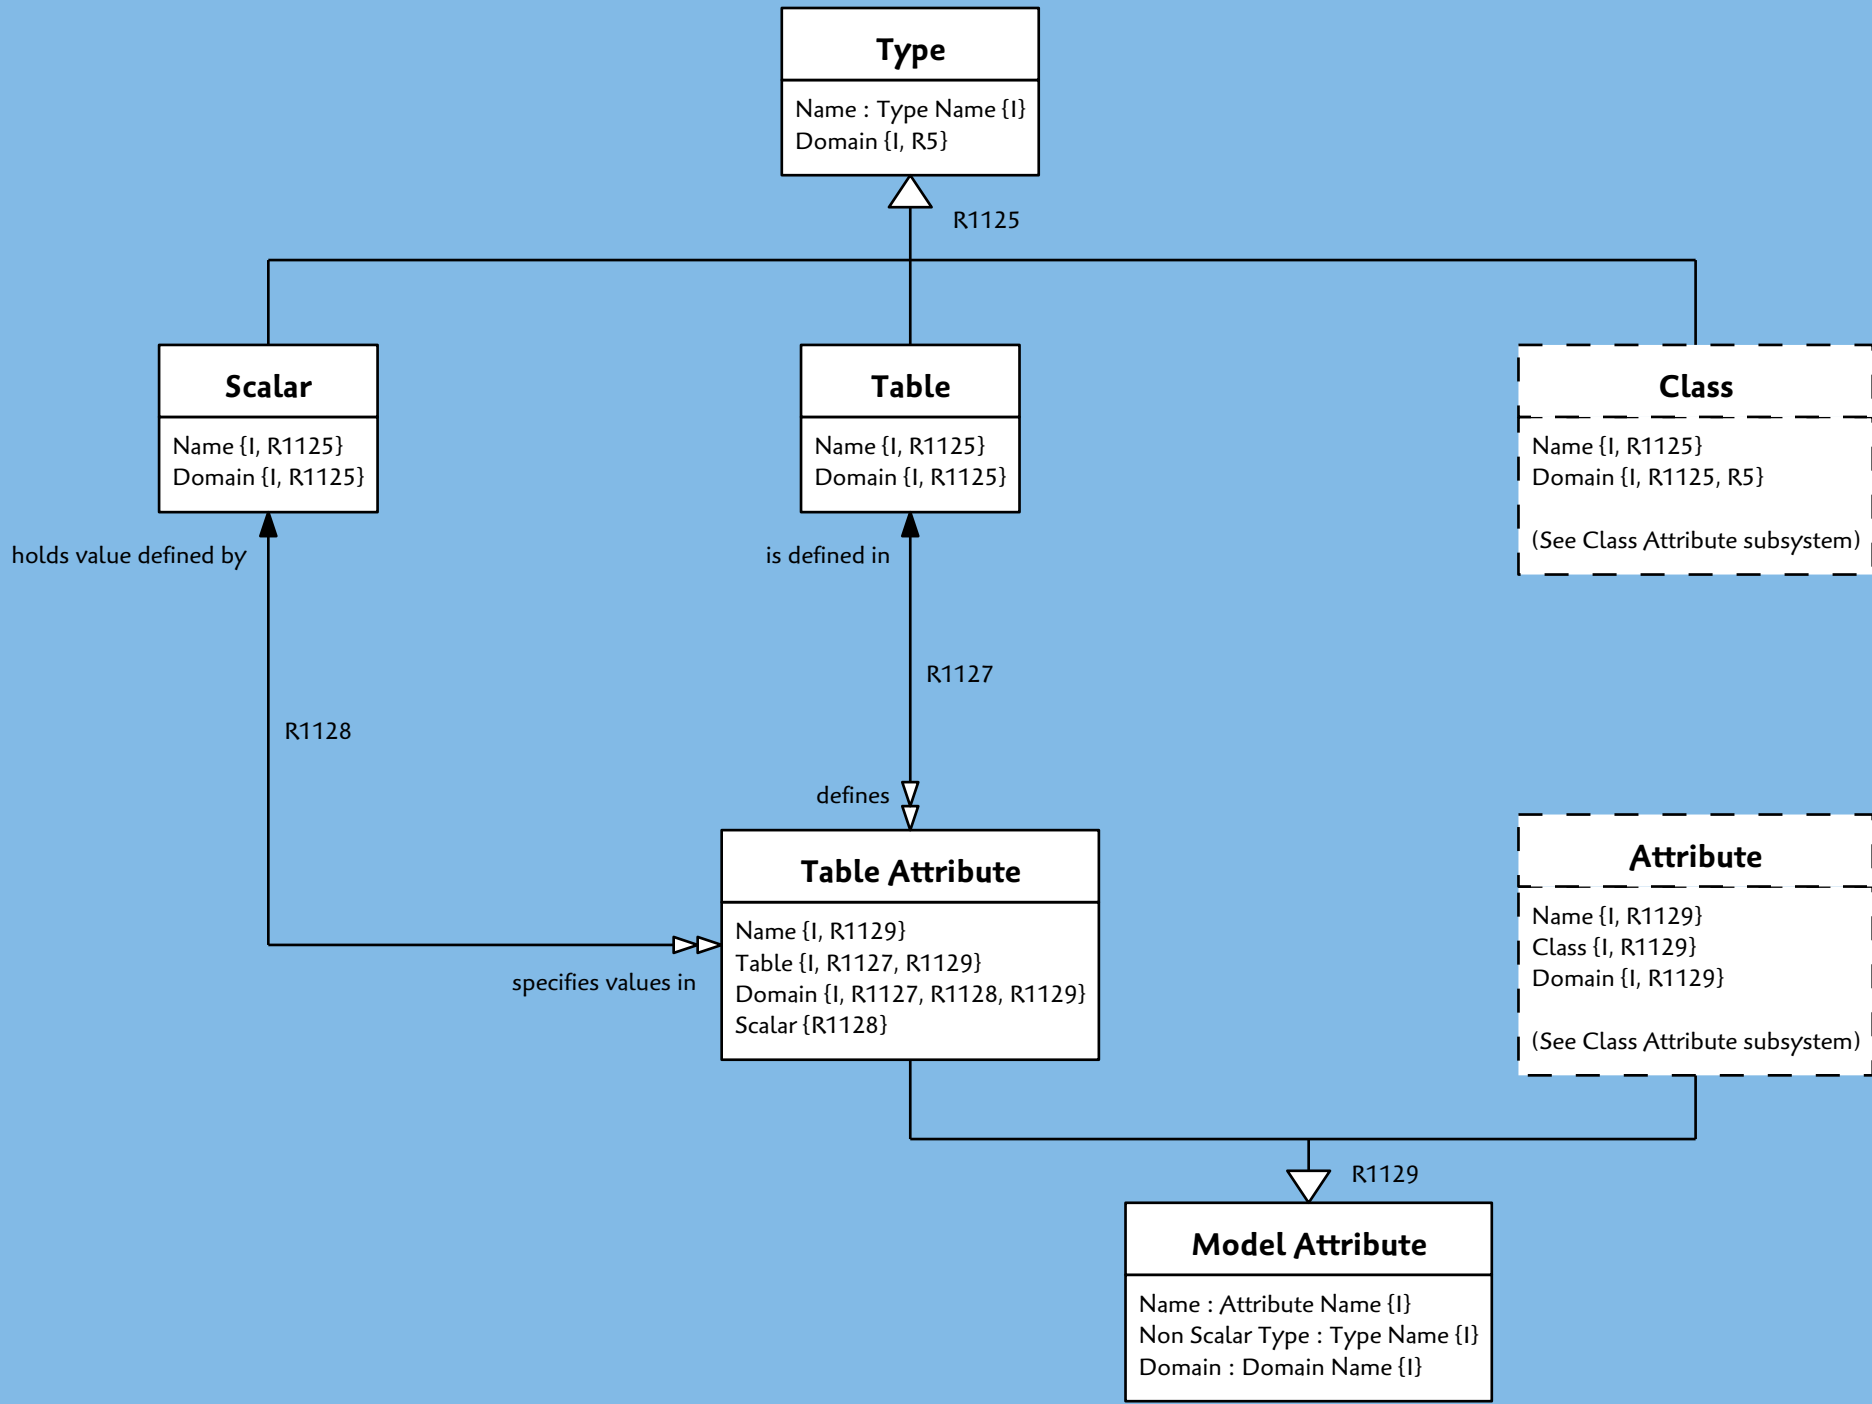 Type
Name : Type Name {I}
Domain {I, R5}
R1125
Scalar
Name {I, R1125}
Domain {I, R1125}
Table
Name {I, R1125}
Domain {I, R1125}
Class
Name {I, R1125}
Domain {I, R1125, R5}
(See Class Attribute subsystem)
holds value defined by
is defined in
R1127
R1128
defines
specifies values in
Table Attribute
Name {I, R1129}
Table {I, R1127, R1129}
Domain {I, R1127, R1128, R1129}
Scalar {R1128}
Attribute
Name {I, R1129}
Class {I, R1129}
Domain {I, R1129}
(See Class Attribute subsystem)
R1129
Model Attribute
Name : Attribute Name {I}
Non Scalar Type : Type Name {I}
Domain : Domain Name {I}